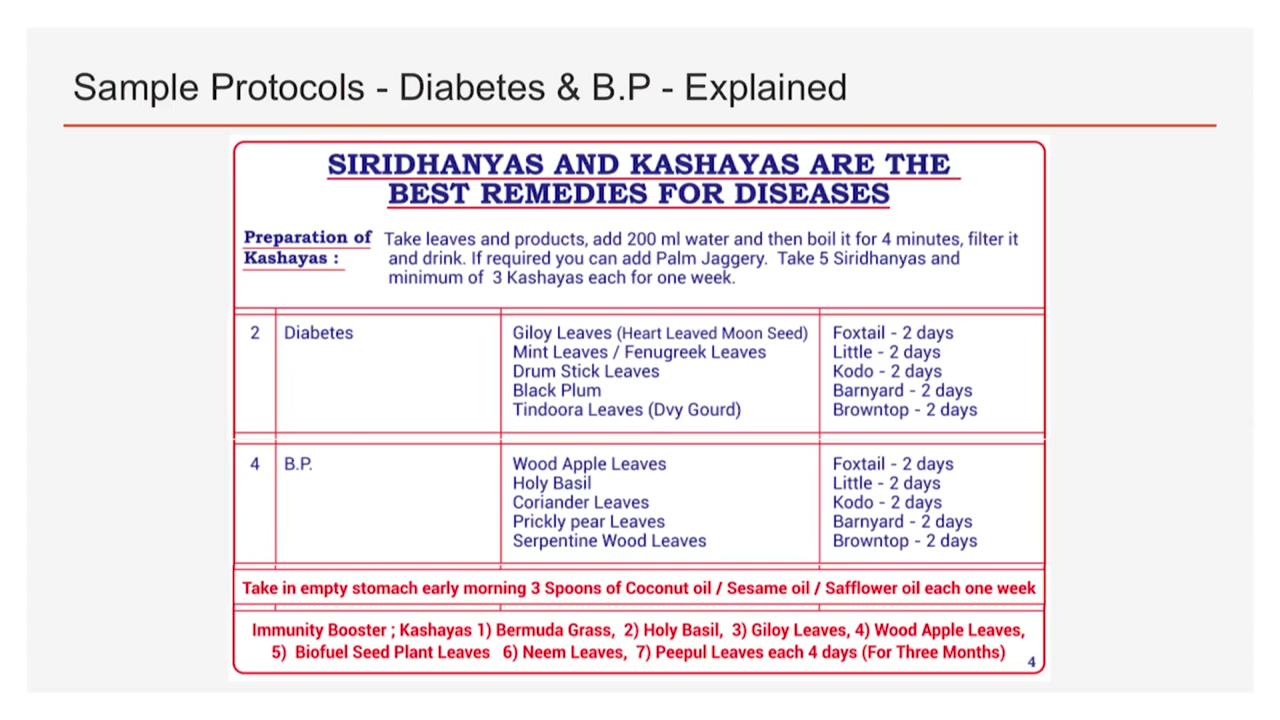 Sample Protocols - Diabetes & B.P - Explained
SIRIDHANYAS AND KASHAYAS ARE THE
BEST REMEDIES FOR DISEASES
Preparation of Kashayas :
Take leaves and products, add 200 ml water and then boil it for 4 minutes, filter it
and drink. If required you can add Palm Jaggery. Take 5 Siridhanyas and
minimum of 3 Kashayas each for one week.
2 Diabetes
Giloy Leaves (Heart Leaved Moon Seed)
Mint Leaves / Fenugreek Leaves
Drum Stick Leaves
Black Plum
Tindoora Leaves (Dvy Gourd)
Foxtail - 2 days
Little - 2 days
Kodo - 2 days
Barnyard - 2 days
Browntop - 2 days
4 B.P.
Wood Apple Leaves
Holy Basil
Coriander Leaves
Prickly pear Leaves
Serpentine Wood Leaves
Foxtail - 2 days
Little - 2 days
Kodo - 2 days
Barnyard - 2 days
Browntop - 2 days
Take in empty stomach early morning 3 Spoons of Coconut oil / Sesame oil / Safflower oil each one week
Immunity Booster ; Kashayas 1) Bermuda Grass, 2) Holy Basil, 3) Giloy Leaves, 4) Wood Apple Leaves,
5) Biofuel Seed Plant Leaves 6) Neem Leaves, 7) Peepul Leaves each 4 days (For Three Months)
4